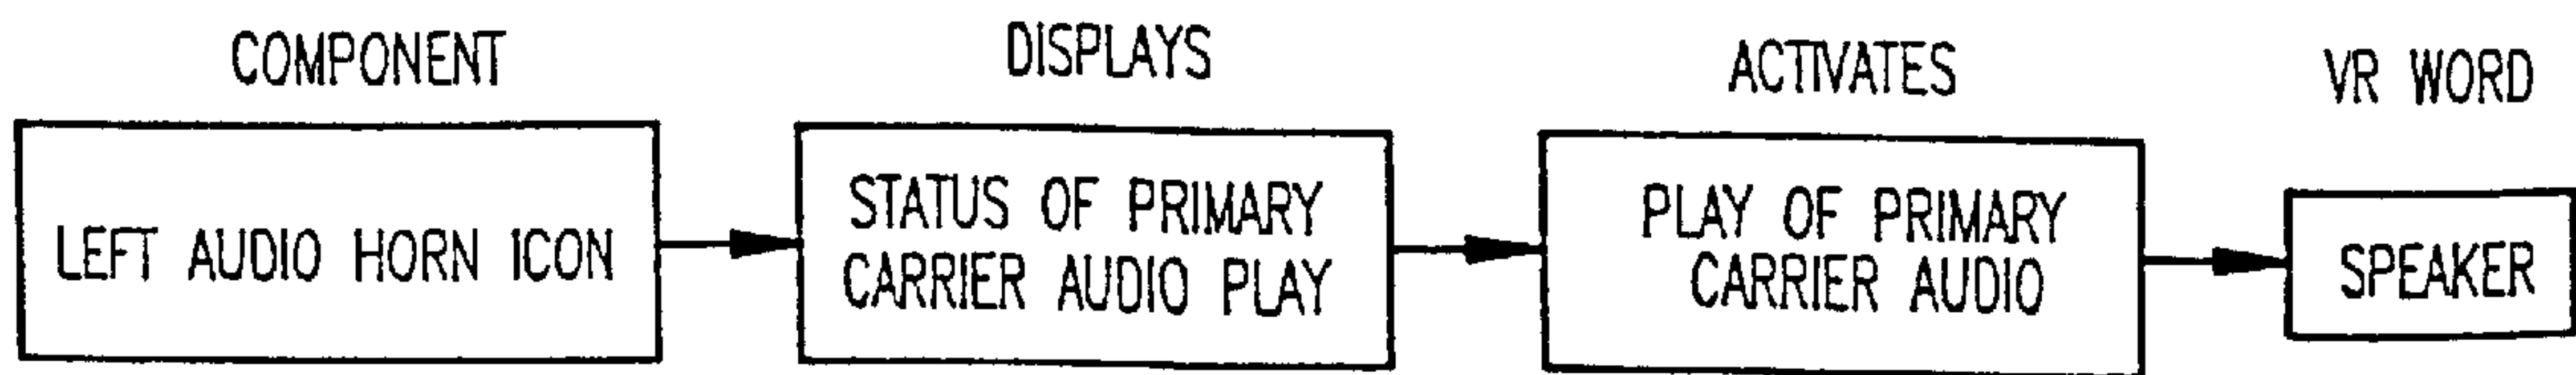 COMPONENT
DISPLAYS
ACTIVATES
VR WORD
LEFT AUDIO HORN ICON
STATUS OF PRIMARY
CARRIER AUDIO PLAY
PLAY OF PRIMARY
CARRIER AUDIO
SPEAKER